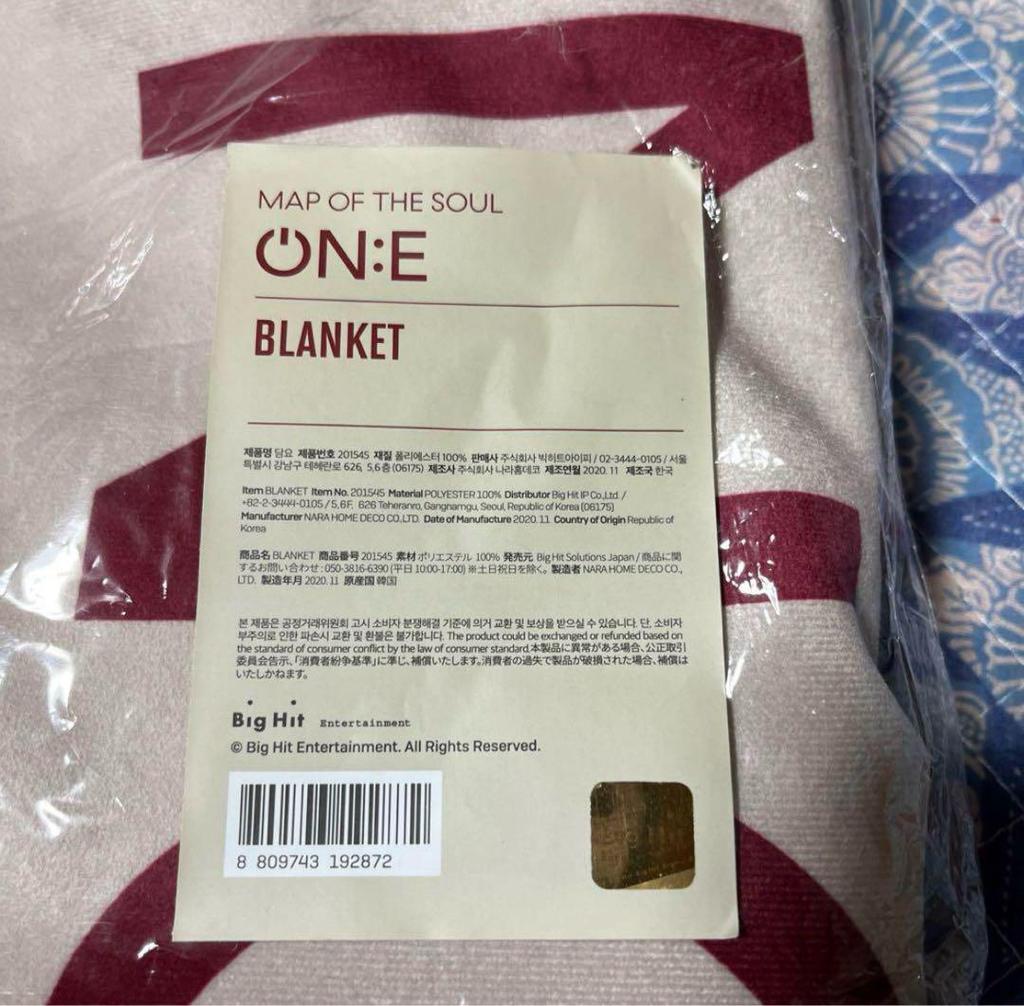 MAP OF THE SOUL
ON:E
BLANKET
제품명 담요 제품번호 201545 재질 폴리에스터 100% 판매사 주식회사 빅히트아이피 / 02-3444-0105 / 서울
특별시 강남구 테헤란로 626, 5,6층 (06175) 제조사 주식회사 나라홈데코 제조연월 2020. 11 제조국 한국
Item BLANKET Item No. 201545 Material POLYESTER 100% Distributor Big Hit IP Co.,Ltd. /
+82-2-3444-0105 / 5, 6F, 626 Teheranro, Gangnamgu, Seoul, Republic of Korea (06175)
Manufacturer NARA HOME DECO CO.,LTD. Date of Manufacture 2020. 11 Country of Origin Republic of
Korea
商品名 BLANKET 商品番号 201545 素材 ポリエステル 100% 発売元 Big Hit Solutions Japan / 商品に関
するお問い合わせ : 050-3816-6390 (平日 10:00-17:00) ※土日祝日を除く。 製造者 NARA HOME DECO CO.,
LTD. 製造年月 2020. 11 原産国 韓国
본 제품은 공정거래위원회 고시 소비자 분쟁해결 기준에 의거 교환 및 보상을 받으실 수 있습니다. 단, 소비자
부주의로 인한 파손시 교환 및 환불은 불가합니다. The product could be exchanged or refunded based on
the standard of consumer conflict by the law of consumer standard.本製品に異常がある場合、公正取引
委員会告示、「消費者紛争基準」に準じ、補償いたします。消費者の過失で製品が破損された場合、補償は
いたしかねます。
Big Hit Entertainment
© Big Hit Entertainment. All Rights Reserved.
8 809743 192872